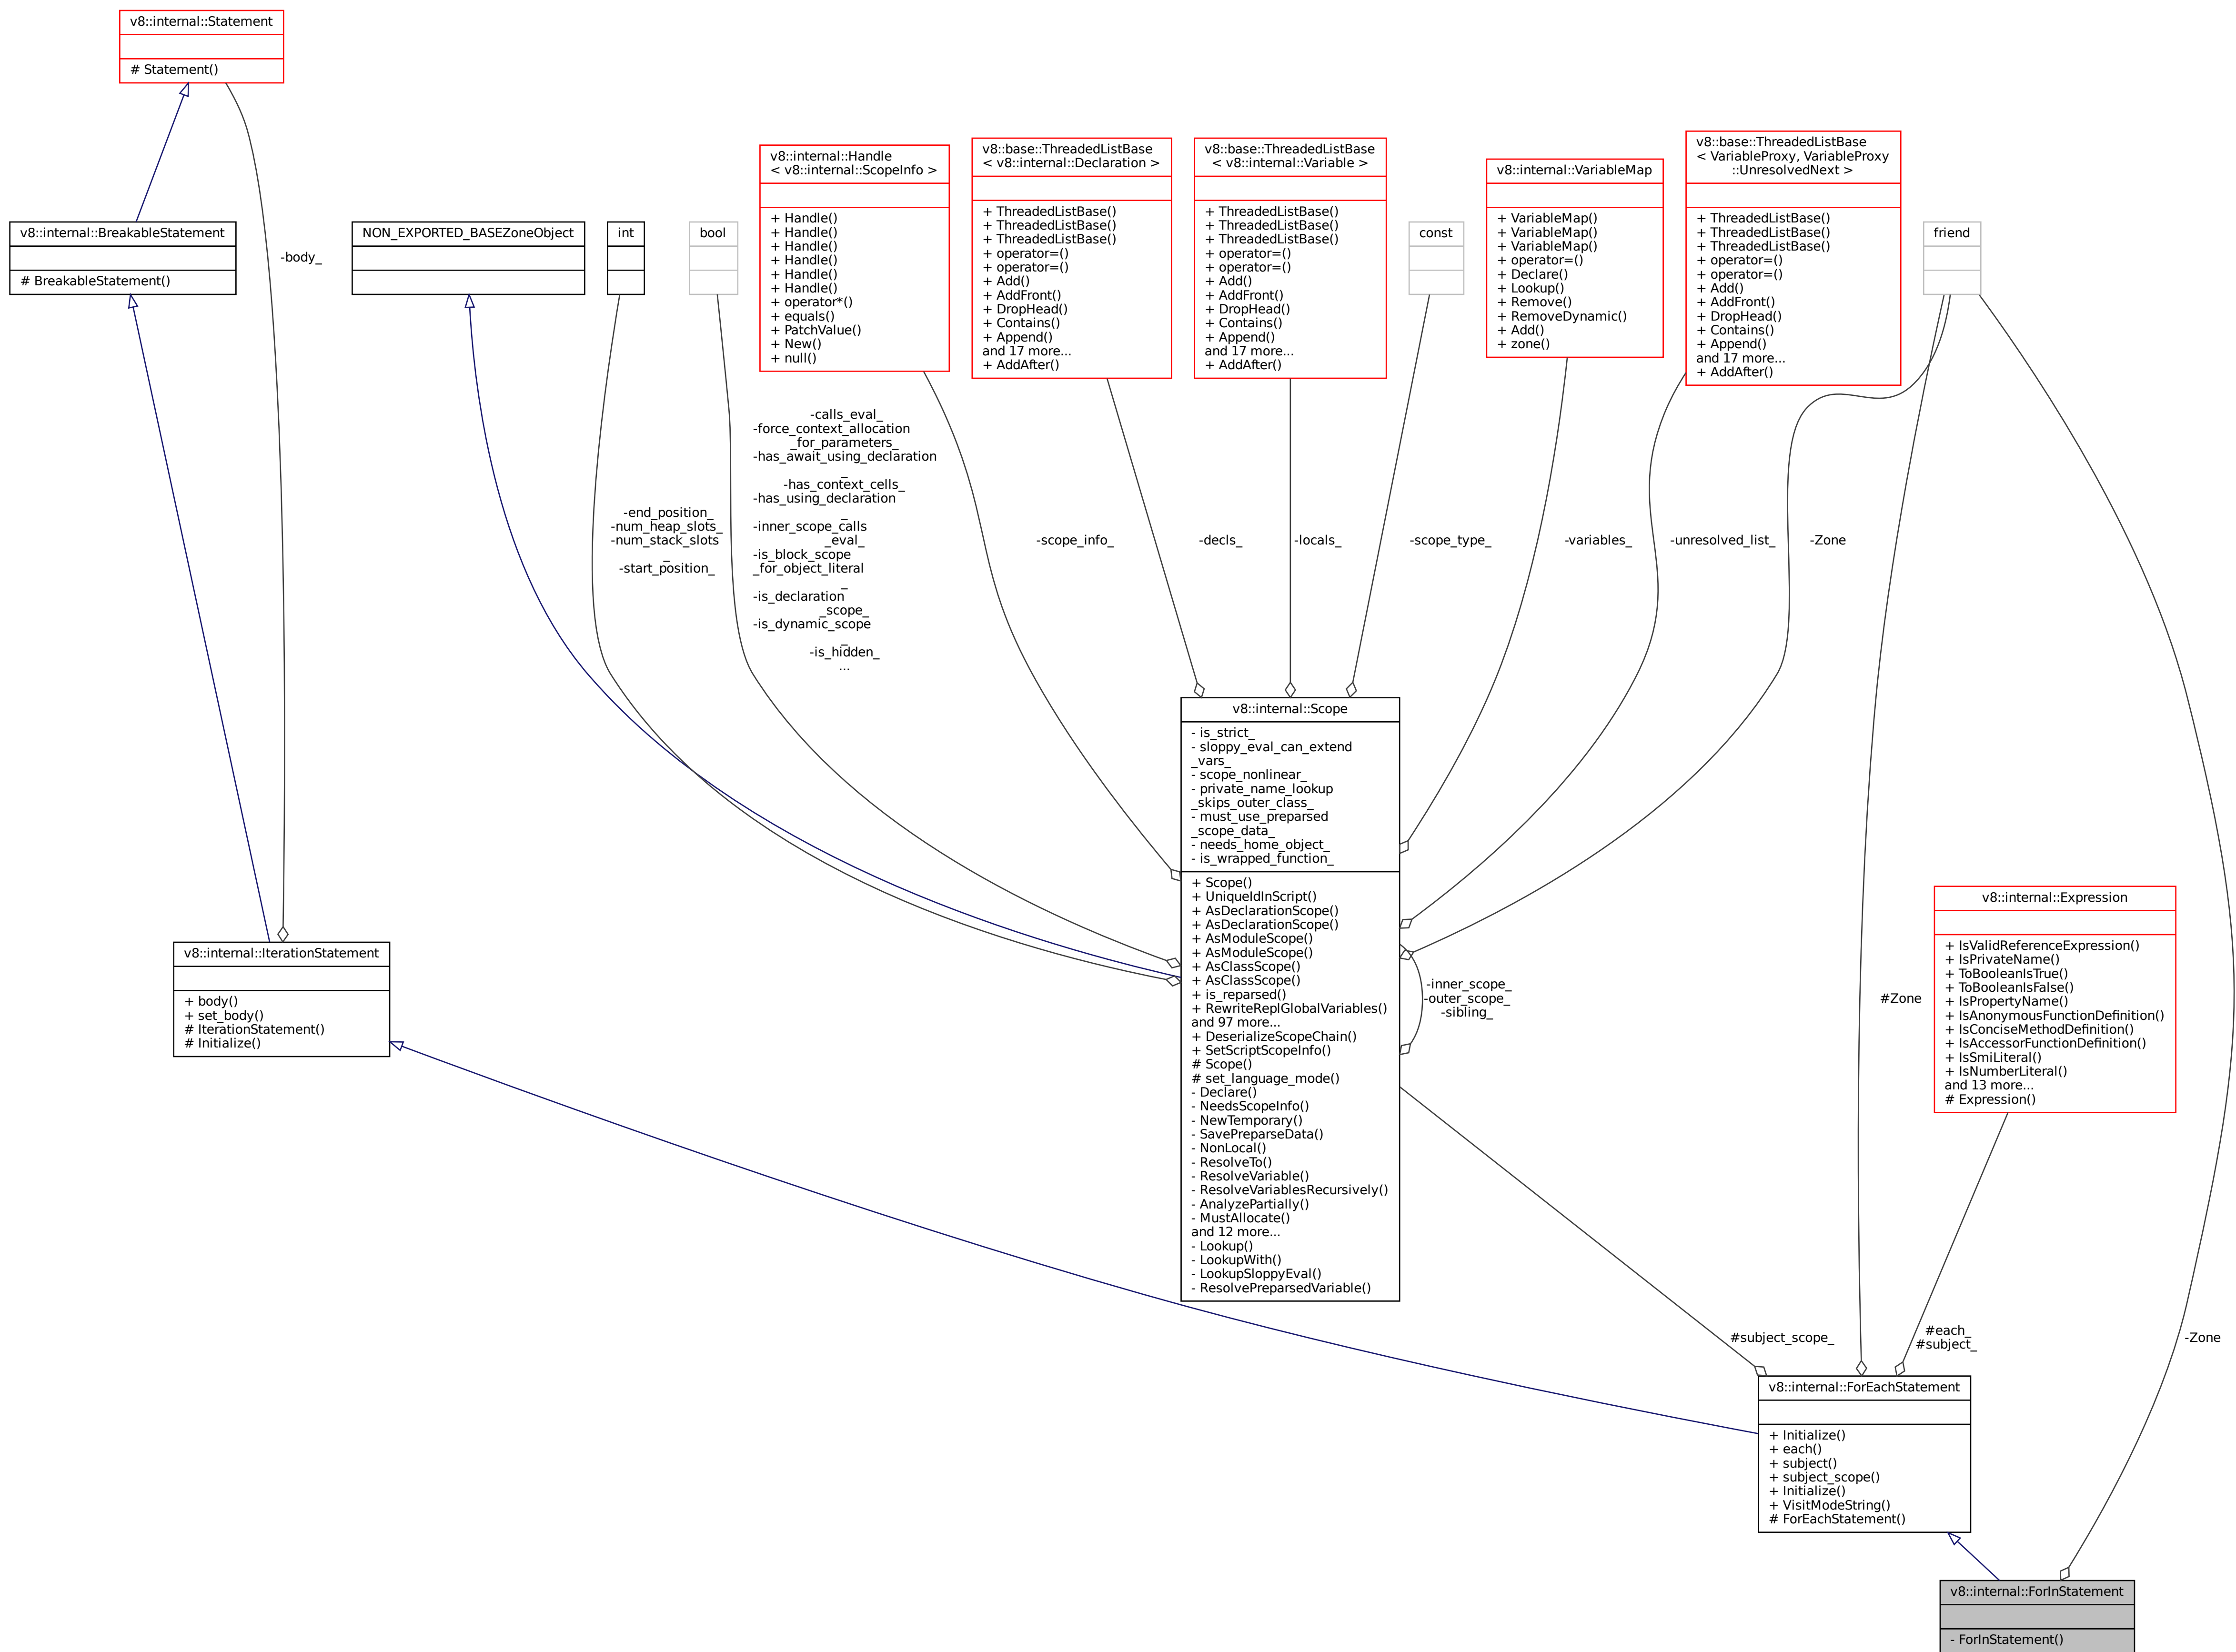 v8::internal::Statement
# Statement()
v8::internal::BreakableStatement
# BreakableStatement()
-body_
NON_EXPORTED_BASEZoneObject
int
bool
v8::internal::Handle
< v8::internal::ScopeInfo >
+ Handle()
+ Handle()
+ Handle()
+ Handle()
+ Handle()
+ Handle()
+ operator*()
+ equals()
+ PatchValue()
+ New()
+ null()
v8::base::ThreadedListBase
< v8::internal::Declaration >
+ ThreadedListBase()
+ ThreadedListBase()
+ ThreadedListBase()
+ operator=()
+ operator=()
+ Add()
+ AddFront()
+ DropHead()
+ Contains()
+ Append()
and 17 more...
+ AddAfter()
v8::base::ThreadedListBase
< v8::internal::Variable >
+ ThreadedListBase()
+ ThreadedListBase()
+ ThreadedListBase()
+ operator=()
+ operator=()
+ Add()
+ AddFront()
+ DropHead()
+ Contains()
+ Append()
and 17 more...
+ AddAfter()
const
v8::internal::VariableMap
+ VariableMap()
+ VariableMap()
+ VariableMap()
+ operator=()
+ Declare()
+ Lookup()
+ Remove()
+ RemoveDynamic()
+ Add()
+ zone()
v8::base::ThreadedListBase
< VariableProxy, VariableProxy
::UnresolvedNext >
+ ThreadedListBase()
+ ThreadedListBase()
+ ThreadedListBase()
+ operator=()
+ operator=()
+ Add()
+ AddFront()
+ DropHead()
+ Contains()
+ Append()
and 17 more...
+ AddAfter()
friend
-end_position_
-num_heap_slots_
-num_stack_slots
_
-start_position_
-calls_eval_
-force_context_allocation
_for_parameters_
-has_await_using_declaration
_
-has_context_cells_
-has_using_declaration
_
-inner_scope_calls
_eval_
-is_block_scope
_for_object_literal
_
-is_declaration
_scope_
-is_dynamic_scope
_
-is_hidden_
...
-scope_info_
-decls_
-locals_
-scope_type_
-variables_
-unresolved_list_
-Zone
v8::internal::Scope
- is_strict_
- sloppy_eval_can_extend
_vars_
- scope_nonlinear_
- private_name_lookup
_skips_outer_class_
- must_use_preparsed
_scope_data_
- needs_home_object_
- is_wrapped_function_
+ Scope()
+ UniqueIdInScript()
+ AsDeclarationScope()
+ AsDeclarationScope()
+ AsModuleScope()
+ AsModuleScope()
+ AsClassScope()
+ AsClassScope()
+ is_reparsed()
+ RewriteReplGlobalVariables()
and 97 more...
+ DeserializeScopeChain()
+ SetScriptScopeInfo()
# Scope()
# set_language_mode()
- Declare()
- NeedsScopeInfo()
- NewTemporary()
- SavePreparseData()
- NonLocal()
- ResolveTo()
- ResolveVariable()
- ResolveVariablesRecursively()
- AnalyzePartially()
- MustAllocate()
and 12 more...
- Lookup()
- LookupWith()
- LookupSloppyEval()
- ResolvePreparsedVariable()
-inner_scope_
-outer_scope_
-sibling_
v8::internal::IterationStatement
+ body()
+ set_body()
# IterationStatement()
# Initialize()
#Zone
v8::internal::Expression
+ IsValidReferenceExpression()
+ IsPrivateName()
+ ToBooleanIsTrue()
+ ToBooleanIsFalse()
+ IsPropertyName()
+ IsAnonymousFunctionDefinition()
+ IsConciseMethodDefinition()
+ IsAccessorFunctionDefinition()
+ IsSmiLiteral()
+ IsNumberLiteral()
and 13 more...
# Expression()
#subject_scope_
#each_
#subject_
-Zone
v8::internal::ForEachStatement
+ Initialize()
+ each()
+ subject()
+ subject_scope()
+ Initialize()
+ VisitModeString()
# ForEachStatement()
v8::internal::ForInStatement
- ForInStatement()